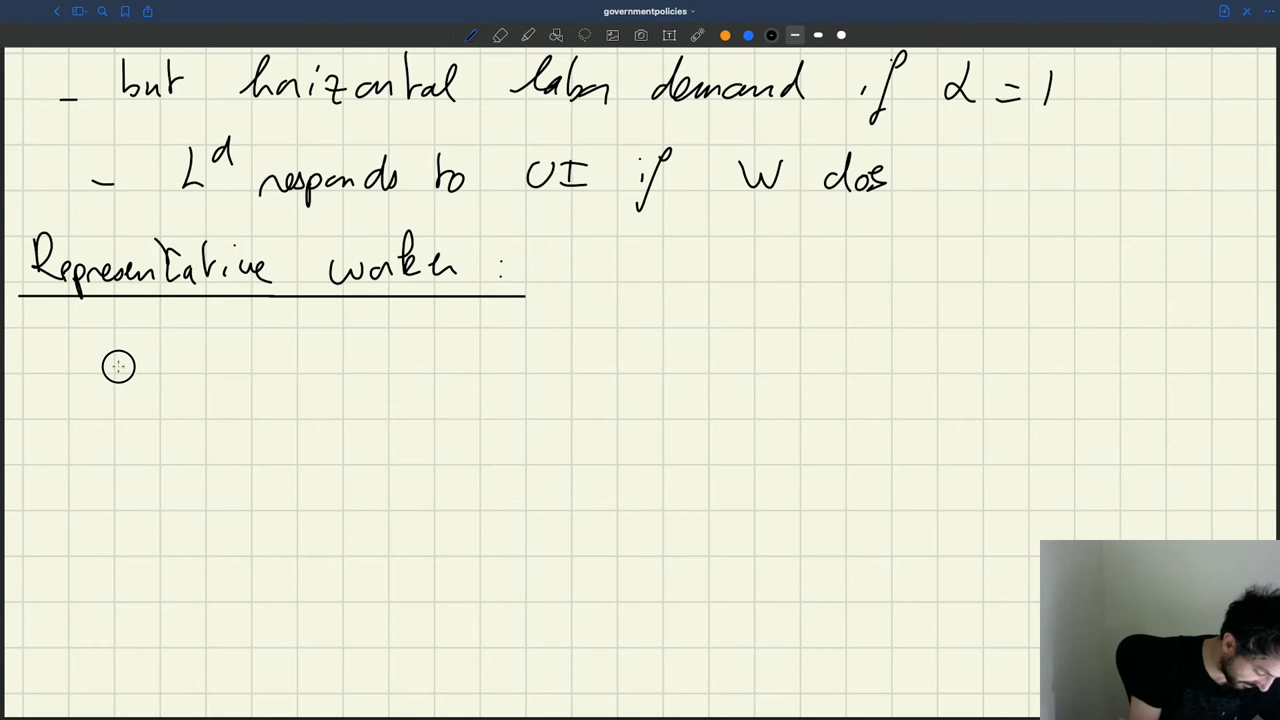 governmentpolicies
- but horizontal labor demand if α = 1
- L^d responds to UI if W does
Representative worker :